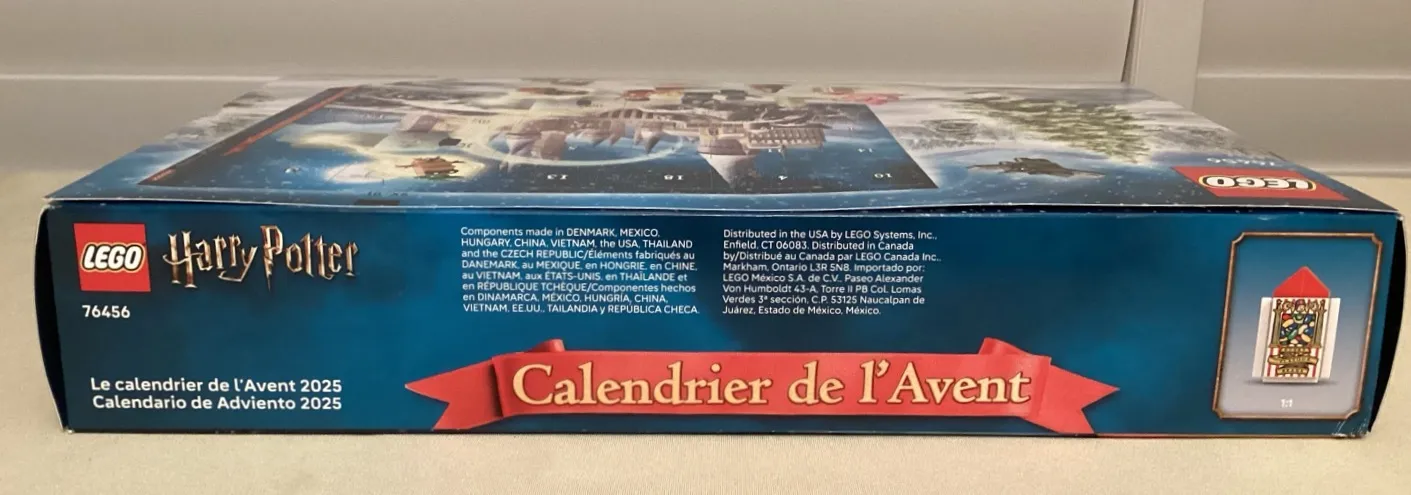 13
18
4
10
76456
LEGO
LEGO
Harry Potter
76456
Le calendrier de l'Avent 2025
Calendario de Adviento 2025
Components made in DENMARK, MEXICO,
HUNGARY, CHINA, VIETNAM, the USA, THAILAND
and the CZECH REPUBLIC/Éléments fabriqués au
DANEMARK, au MEXIQUE, en HONGRIE, en CHINE,
au VIETNAM, aux ÉTATS-UNIS, en THAÏLANDE et
en RÉPUBLIQUE TCHÈQUE/Componentes hechos
en DINAMARCA, MÉXICO, HUNGRÍA, CHINA,
VIETNAM, EE.UU., TAILANDIA y REPÚBLICA CHECA.
Distributed in the USA by LEGO Systems, Inc.,
Enfield, CT 06083. Distributed in Canada
by/Distribué au Canada par LEGO Canada Inc.,
Markham, Ontario L3R 5N8. Importado por:
LEGO México S.A. de C.V., Paseo Alexander
Von Humboldt 43-A, Torre II PB Col. Lomas
Verdes 3ª sección, C.P. 53125 Naucalpan de
Juárez, Estado de México, México.
Calendrier de l'Avent
1:1